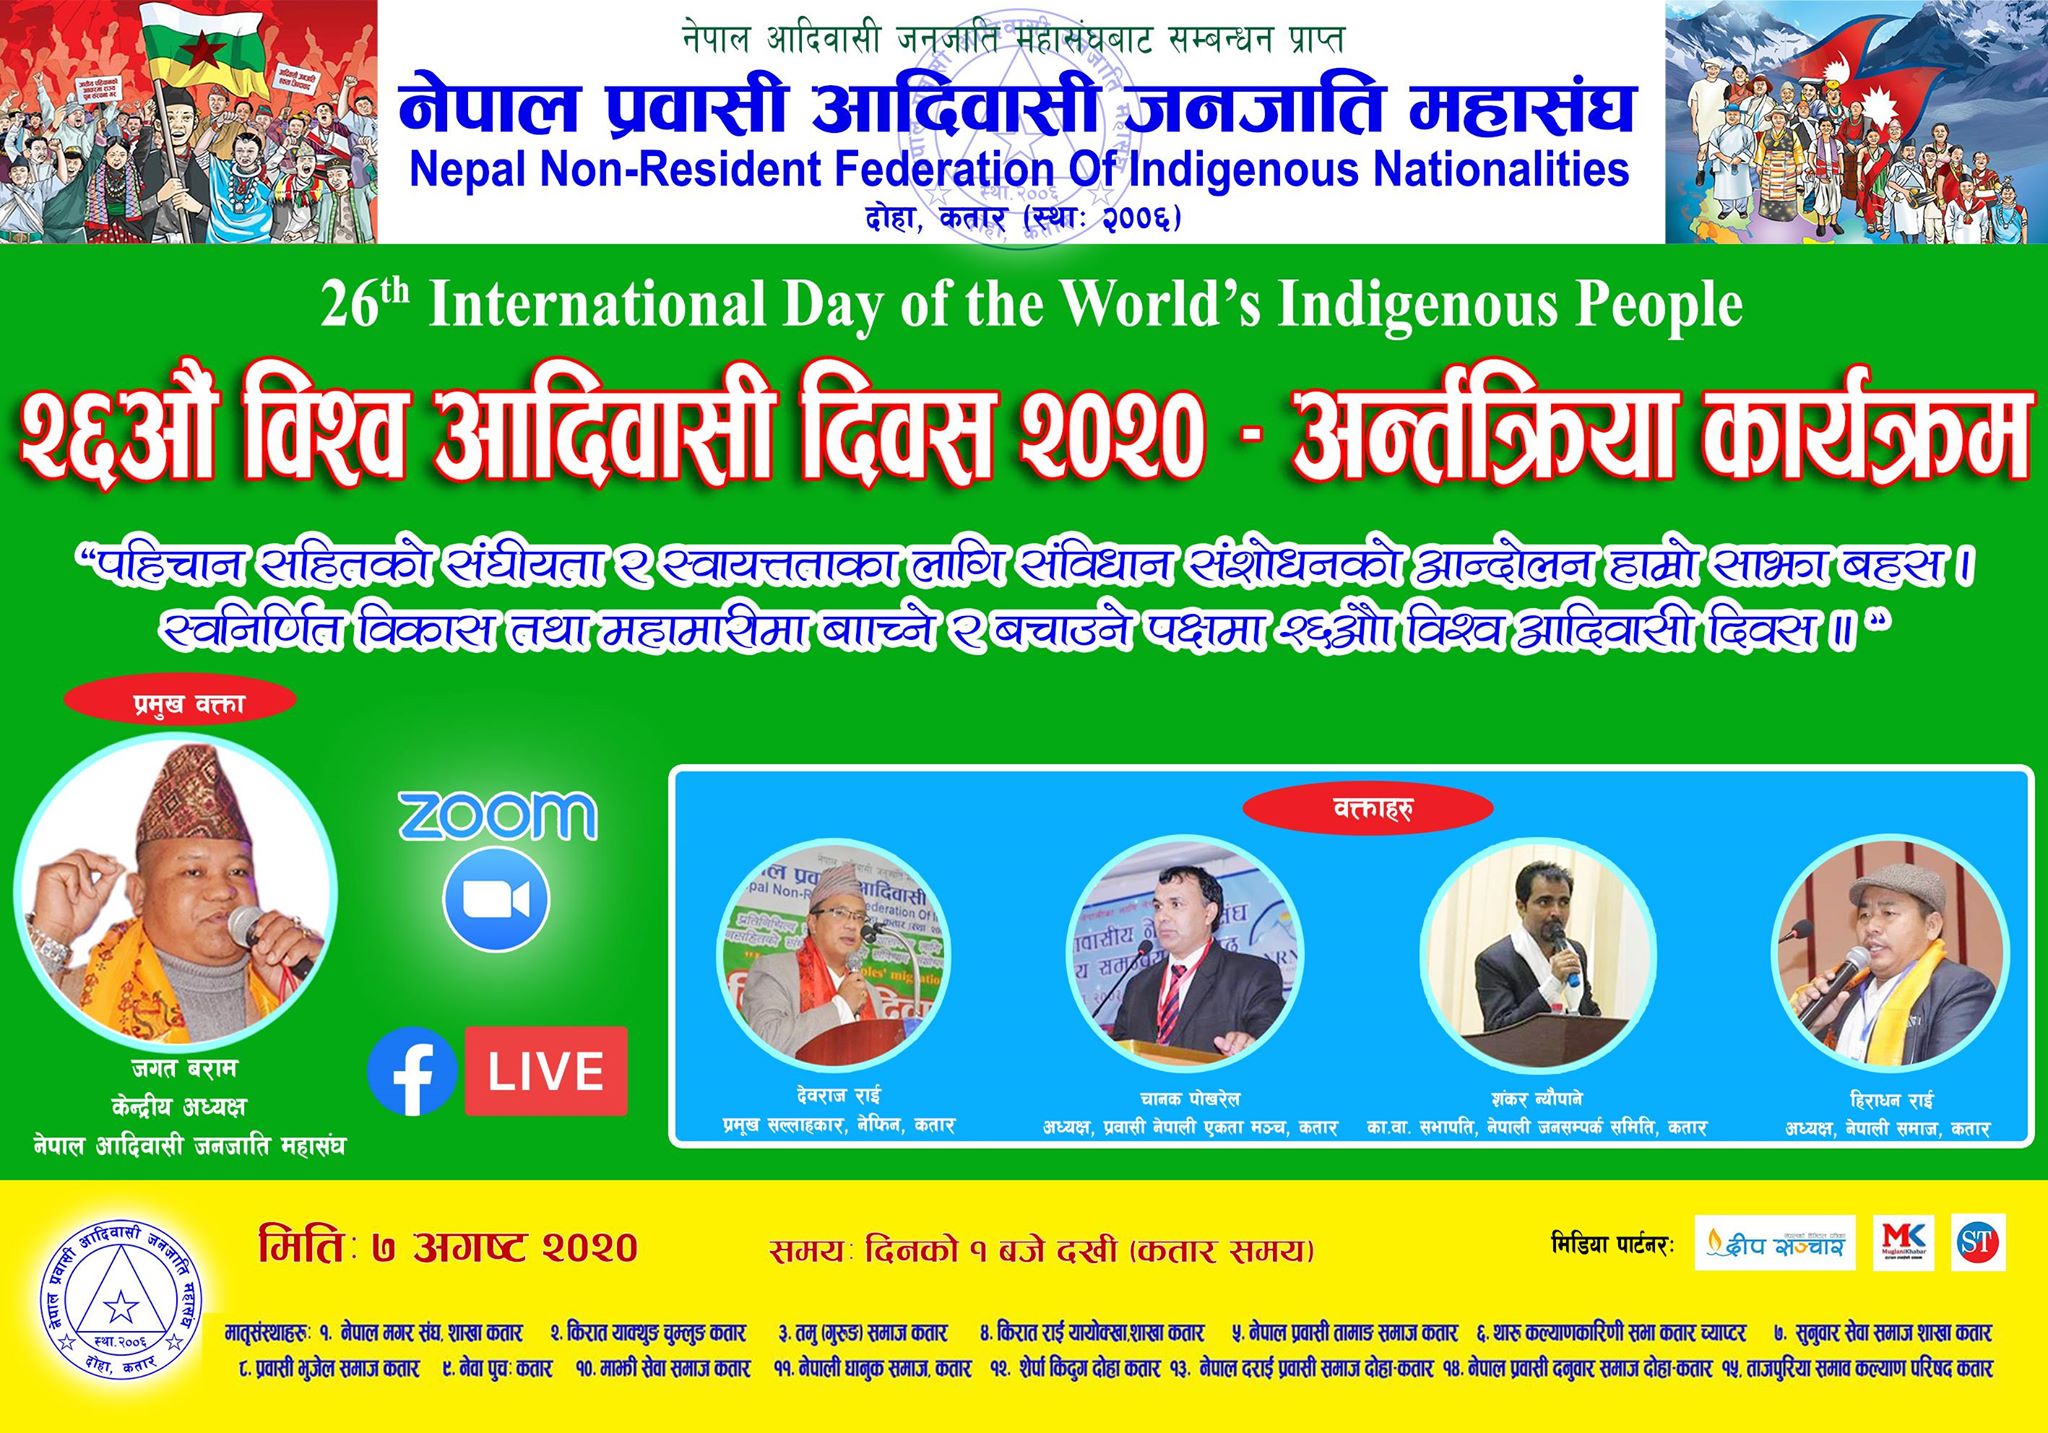 नेपाल आदिवासी जनजाति महासंघबाट सम्बन्धन प्राप्त
नेपाल प्रवासी आदिवासी जनजाति महासंघ
Nepal Non-Resident Federation Of Indigenous Nationalities
दोहा, कतार (स्था: २००६)
26th International Day of the World's Indigenous People
२६औं विश्व आदिवासी दिवस २०२० - अर्न्तक्रिया कार्यक्रम
“पहिचान सहितको संघीयता र स्वायत्तताका लागि संविधान संशोधनको आन्दोलन हाम्रो साझा बहस ।
स्वनिर्णित विकास तथा महामारीमा बााच्ने र बचाउने पक्षमा २६औं विश्व आदिवासी दिवस ॥ ”
प्रमुख वक्ता
जगत बराम
केन्द्रीय अध्यक्ष
नेपाल आदिवासी जनजाति महासंघ
zoom
LIVE
वक्ताहरु
देवराज राई
प्रमूख सल्लाहकार, नेफिन, कतार
चानक पोखरेल
अध्यक्ष, प्रवासी नेपाली एकता मञ्च, कतार
शंकर न्यौपाने
का.वा. सभापति, नेपाली जनसम्पर्क समिति, कतार
हिराधन राई
अध्यक्ष, नेपाली समाज, कतार
नेपाल प्रवासी आदिवासी जनजाति महासंघ
स्था.२००६
दोहा, कतार
मिति: ७ अगष्ट २०२०
समय: दिनको १ बजे दखी (कतार समय)
मिडिया पार्टनर:
द्वीप सञ्चार
MK
MuglaniKhabar
ST
मातृसंस्थाहरू: १. नेपाल मगर संघ, शाखा कतार २. किरात याक्थुङ चुम्लुङ कतार ३. तमु (गुरुङ) समाज कतार ४. किरात राई यायोक्खा,शाखा कतार ५. नेपाल प्रवासी तामाङ समाज कतार ६. थारु कल्याणकारिणी सभा कतार च्याप्टर ७. सुनुवार सेवा समाज शाखा कतार
८. प्रवासी भुजेल समाज कतार ९. नेवा पुच: कतार १०. माझी सेवा समाज कतार ११. नेपाली धानुक समाज, कतार १२. शेर्पा किदुग दोहा कतार १३. नेपाल दराई प्रवासी समाज दोहा-कतार १४. नेपाल प्रवासी दनुवार समाज दोहा-कतार १५. ताजपुरिया समाव कल्याण परिषद कतार